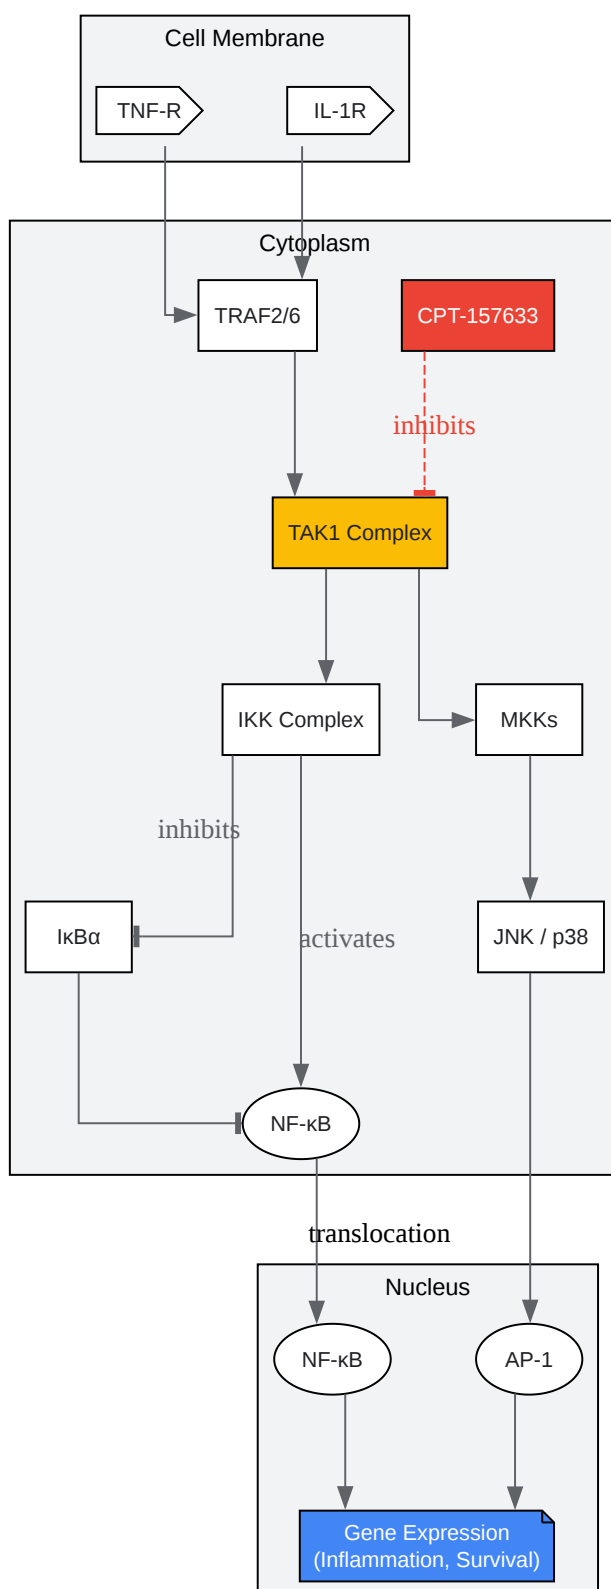 Cell Membrane
TNF-R
IL-1R
Cytoplasm
TRAF2/6
CPT-157633
inhibits
TAK1 Complex
IKK Complex
MKKs
inhibits
IκBα
activates
JNK / p38
NF-κB
translocation
Nucleus
NF-κB
AP-1
Gene Expression
(Inflammation, Survival)